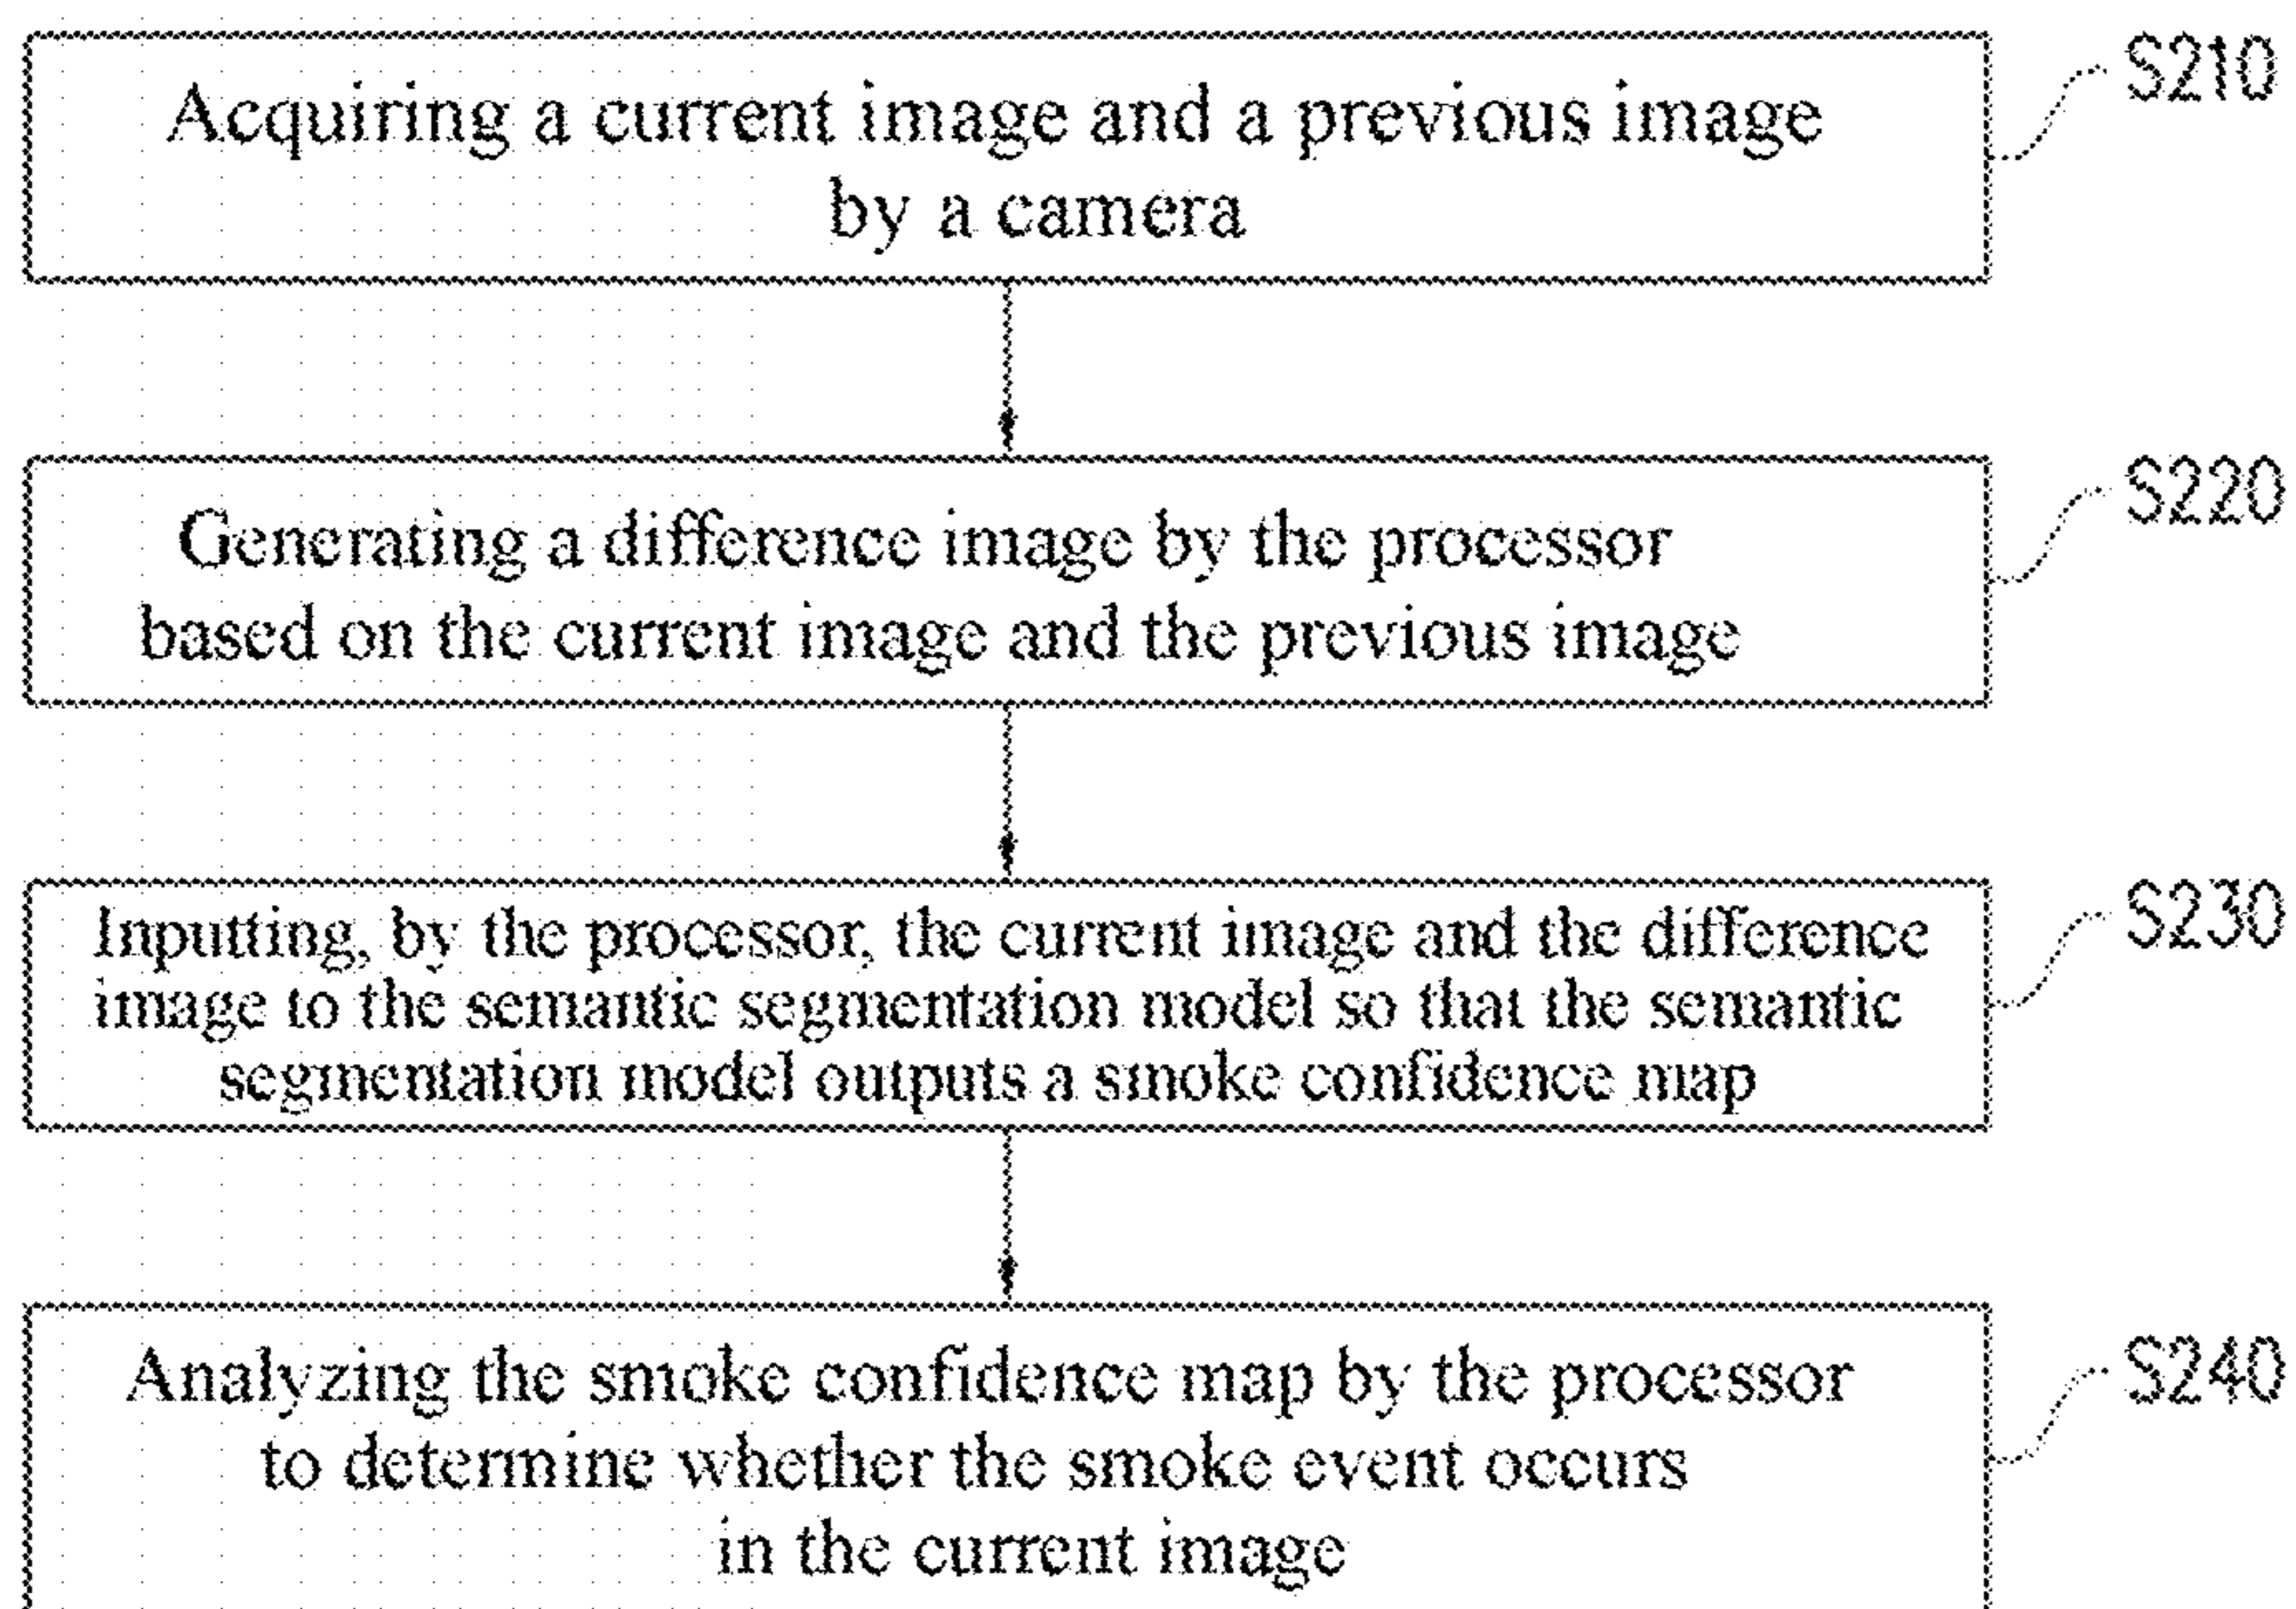 Acquiring a current image and a previous image
by a camera
S210
Generating a difference image by the processor
based on the current image and the previous image
S220
Inputting, by the processor, the current image and the difference
image to the semantic segmentation model so that the semantic
segmentation model outputs a smoke confidence map
S230
Analyzing the smoke confidence map by the processor
to determine whether the smoke event occurs
in the current image
S240